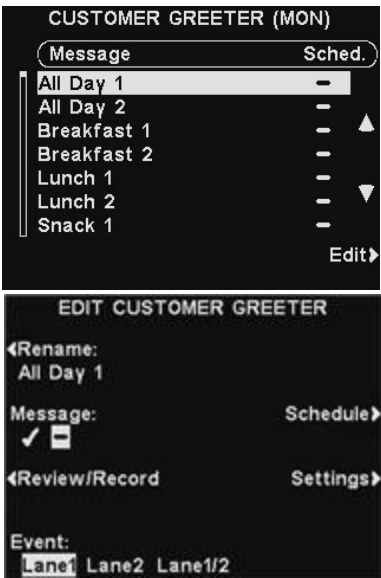 CUSTOMER GREETER (MON)
Message Sched.
All Day 1 –
All Day 2 –
Breakfast 1 –
Breakfast 2 –
Lunch 1 –
Lunch 2 –
Snack 1 –
Edit
EDIT CUSTOMER GREETER
Rename:
All Day 1
Message: Schedule
✓ –
Review/Record Settings
Event:
Lane1 Lane2 Lane1/2